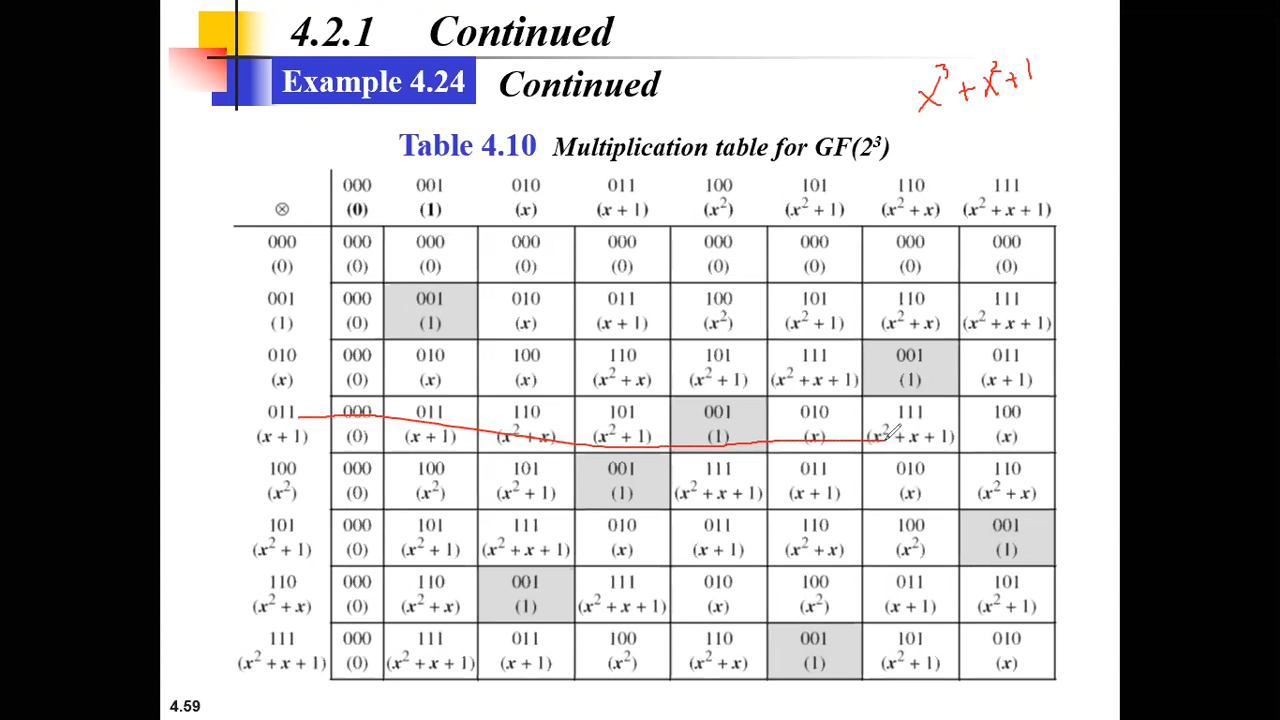 4.2.1 Continued
Example 4.24 Continued
x³ + x² + 1
Table 4.10 Multiplication table for GF(2³)
000 001 010 011 100 101 110 111
⊗ (0) (1) (x) (x + 1) (x²) (x² + 1) (x² + x) (x² + x + 1)
000 000 000 000 000 000 000 000 000
(0) (0) (0) (0) (0) (0) (0) (0) (0)
001 000 001 010 011 100 101 110 111
(1) (0) (1) (x) (x + 1) (x²) (x² + 1) (x² + x) (x² + x + 1)
010 000 010 100 110 101 111 001 011
(x) (0) (x) (x) (x² + x) (x² + 1) (x² + x + 1) (1) (x + 1)
011 000 011 110 101 001 010 111 100
(x + 1) (0) (x + 1) (x² + x) (x² + 1) (1) (x) (x² + x + 1) (x)
100 000 100 101 001 111 011 010 110
(x²) (0) (x²) (x² + 1) (1) (x² + x + 1) (x + 1) (x) (x² + x)
101 000 101 111 010 011 110 100 001
(x² + 1) (0) (x² + 1) (x² + x + 1) (x) (x + 1) (x² + x) (x²) (1)
110 000 110 001 111 010 100 011 101
(x² + x) (0) (x² + x) (1) (x² + x + 1) (x) (x²) (x + 1) (x² + 1)
111 000 111 011 100 110 001 101 010
(x² + x + 1) (0) (x² + x + 1) (x + 1) (x²) (x² + x) (1) (x² + 1) (x)
4.59